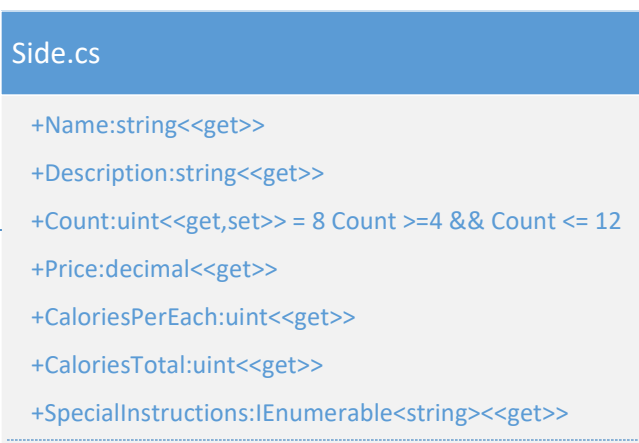 Side.cs
+Name:string<<get>>
+Description:string<<get>>
+Count:uint<<get,set>> = 8 Count >=4 && Count <= 12
+Price:decimal<<get>>
+CaloriesPerEach:uint<<get>>
+CaloriesTotal:uint<<get>>
+SpecialInstructions:IEnumerable<string><<get>>